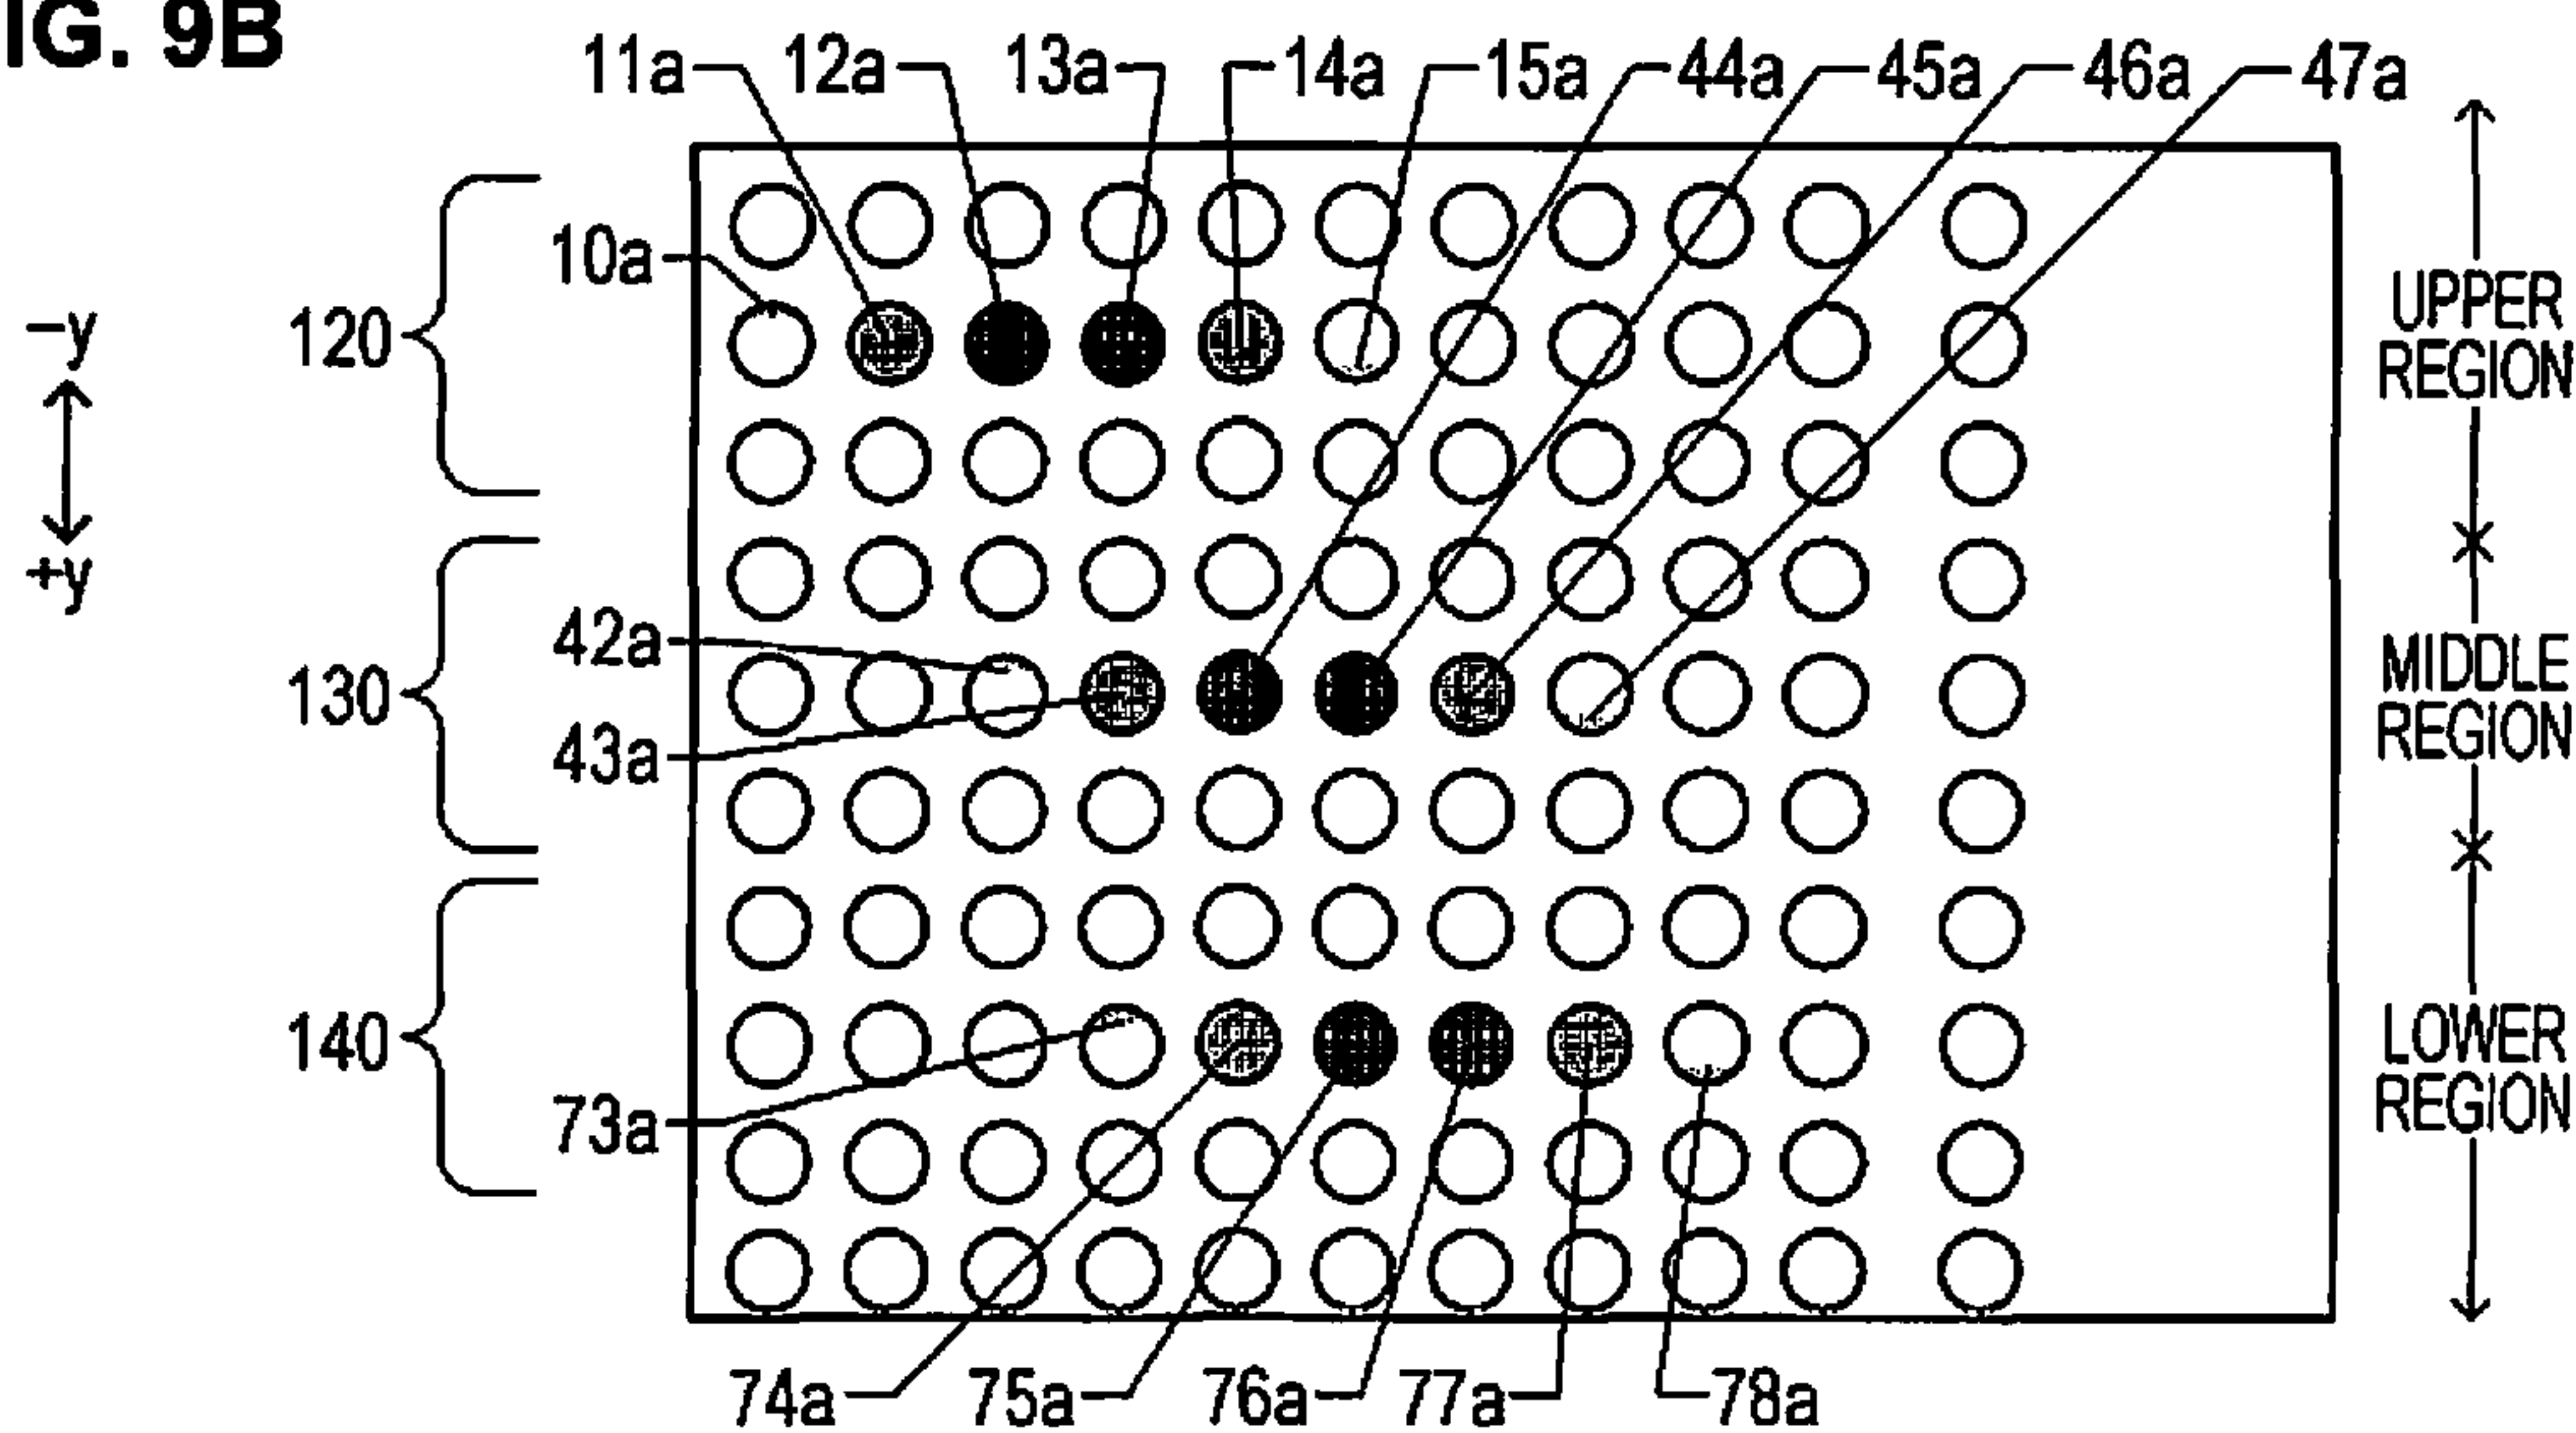 IG. 9B
11a 12a 13a 14a 15a 44a 45a 46a 47a
10a
-y
120
UPPER
REGION
+y
42a
130
MIDDLE
REGION
43a
140
LOWER
REGION
73a
74a 75a 76a 77a 78a